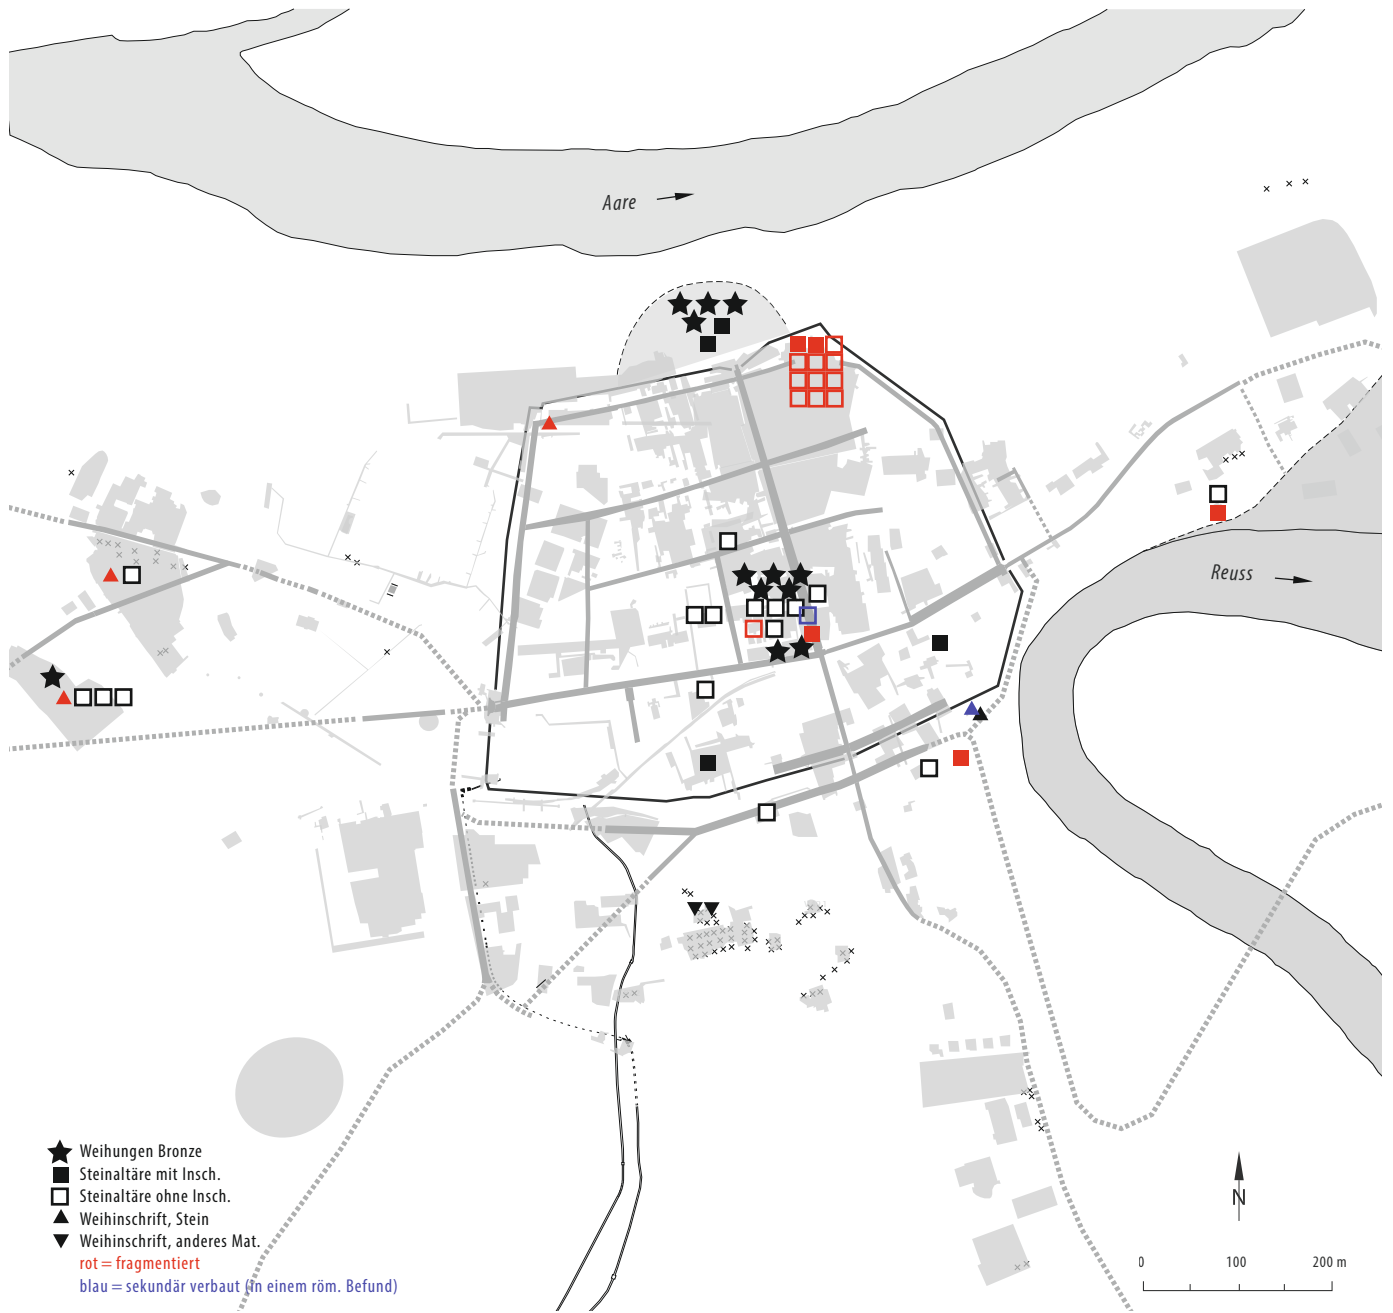 Aare
Reuss
Weihungen Bronze
Steinaltäre mit Insch.
Steinaltäre ohne Insch.
Weihinschrift, Stein
Weihinschrift, anderes Mat.
rot = fragmentiert
blau = sekundär verbaut (in einem röm. Befund)
N
0 100 200 m